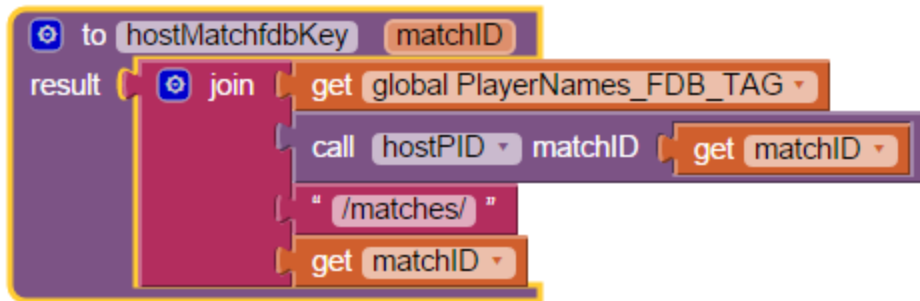 to hostMatchfdbKey matchID
result join get global PlayerNames_FDB_TAG
call hostPID matchID get matchID
“ /matches/ ”
get matchID